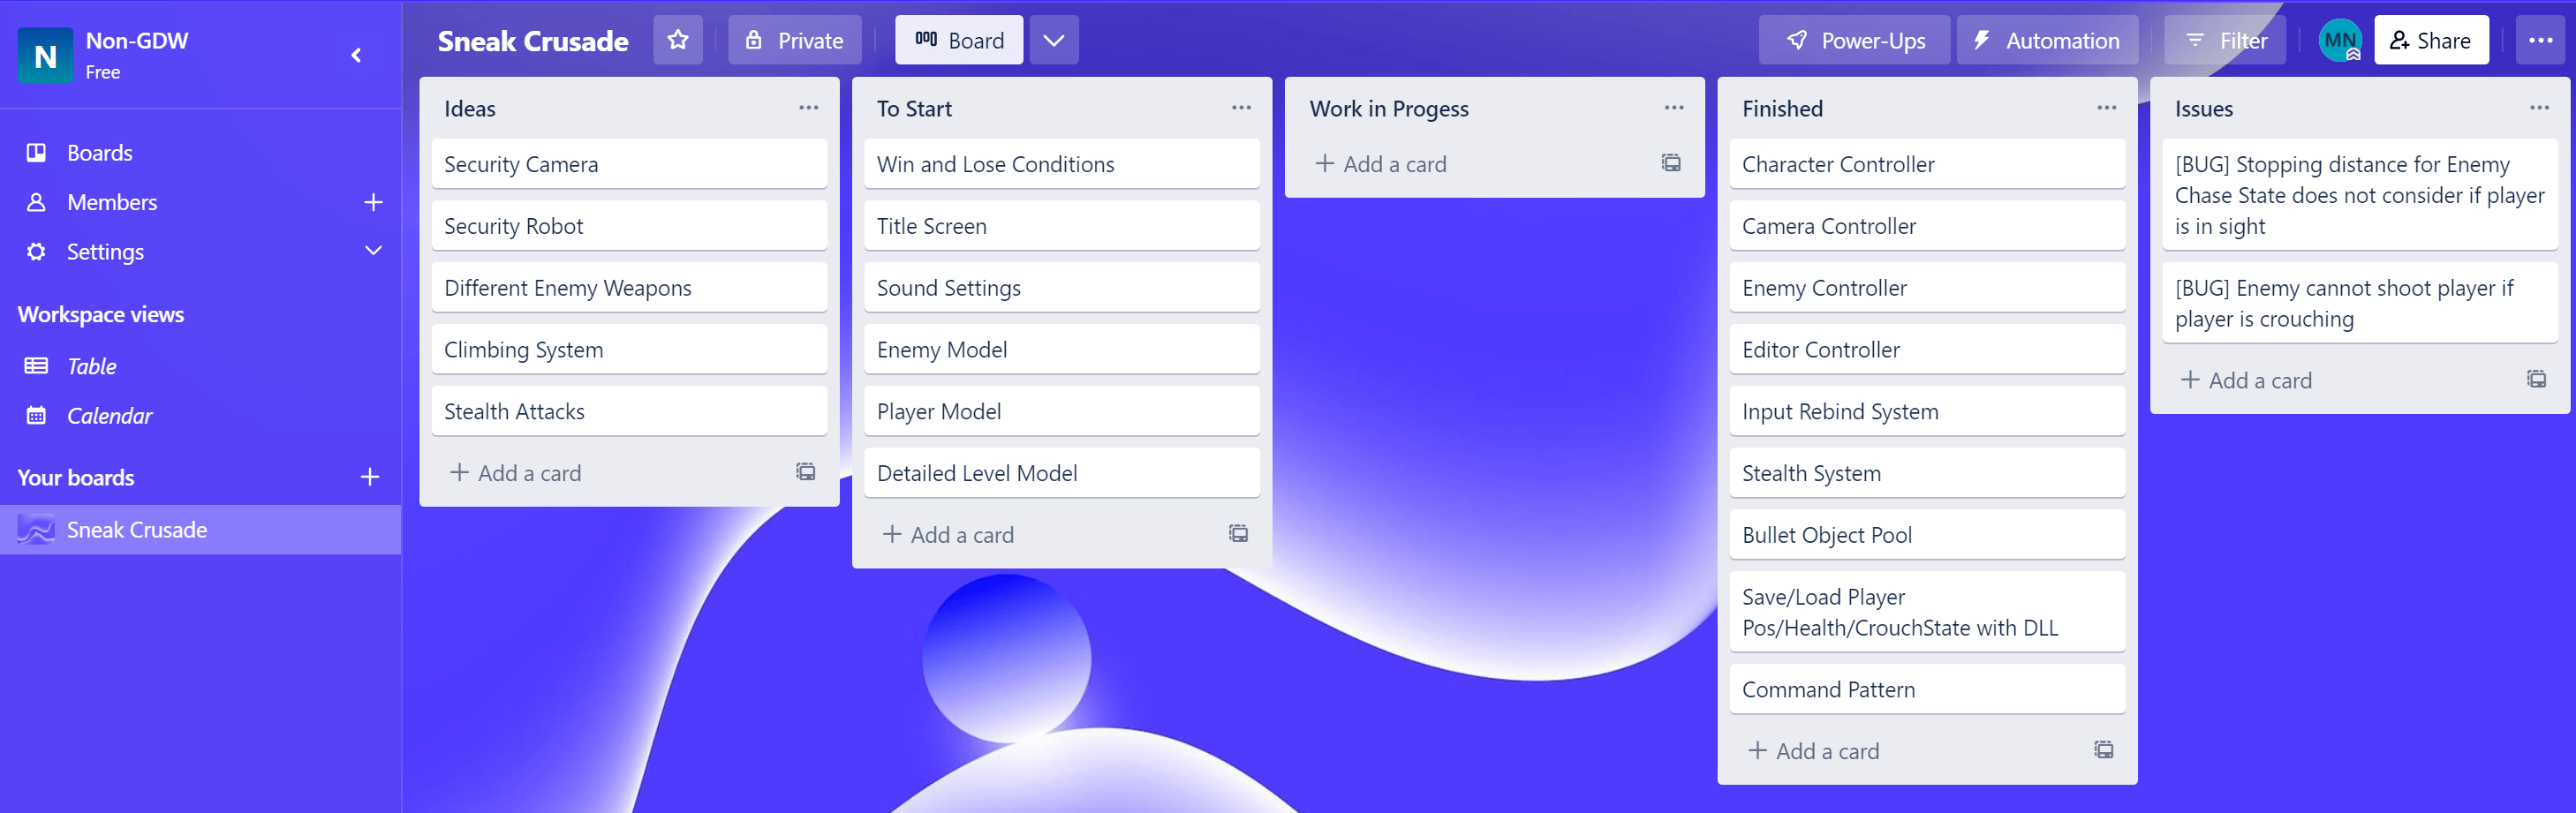 N
Non-GDW
Free
Boards
Members
Settings
Workspace views
Table
Calendar
Your boards
Sneak Crusade
Sneak Crusade
Private
Board
Power-Ups
Automation
Filter
MN
Share
Ideas
Security Camera
Security Robot
Different Enemy Weapons
Climbing System
Stealth Attacks
Add a card
To Start
Win and Lose Conditions
Title Screen
Sound Settings
Enemy Model
Player Model
Detailed Level Model
Add a card
Work in Progess
Add a card
Finished
Character Controller
Camera Controller
Enemy Controller
Editor Controller
Input Rebind System
Stealth System
Bullet Object Pool
Save/Load Player
Pos/Health/CrouchState with DLL
Command Pattern
Add a card
Issues
[BUG] Stopping distance for Enemy
Chase State does not consider if player
is in sight
[BUG] Enemy cannot shoot player if
player is crouching
Add a card